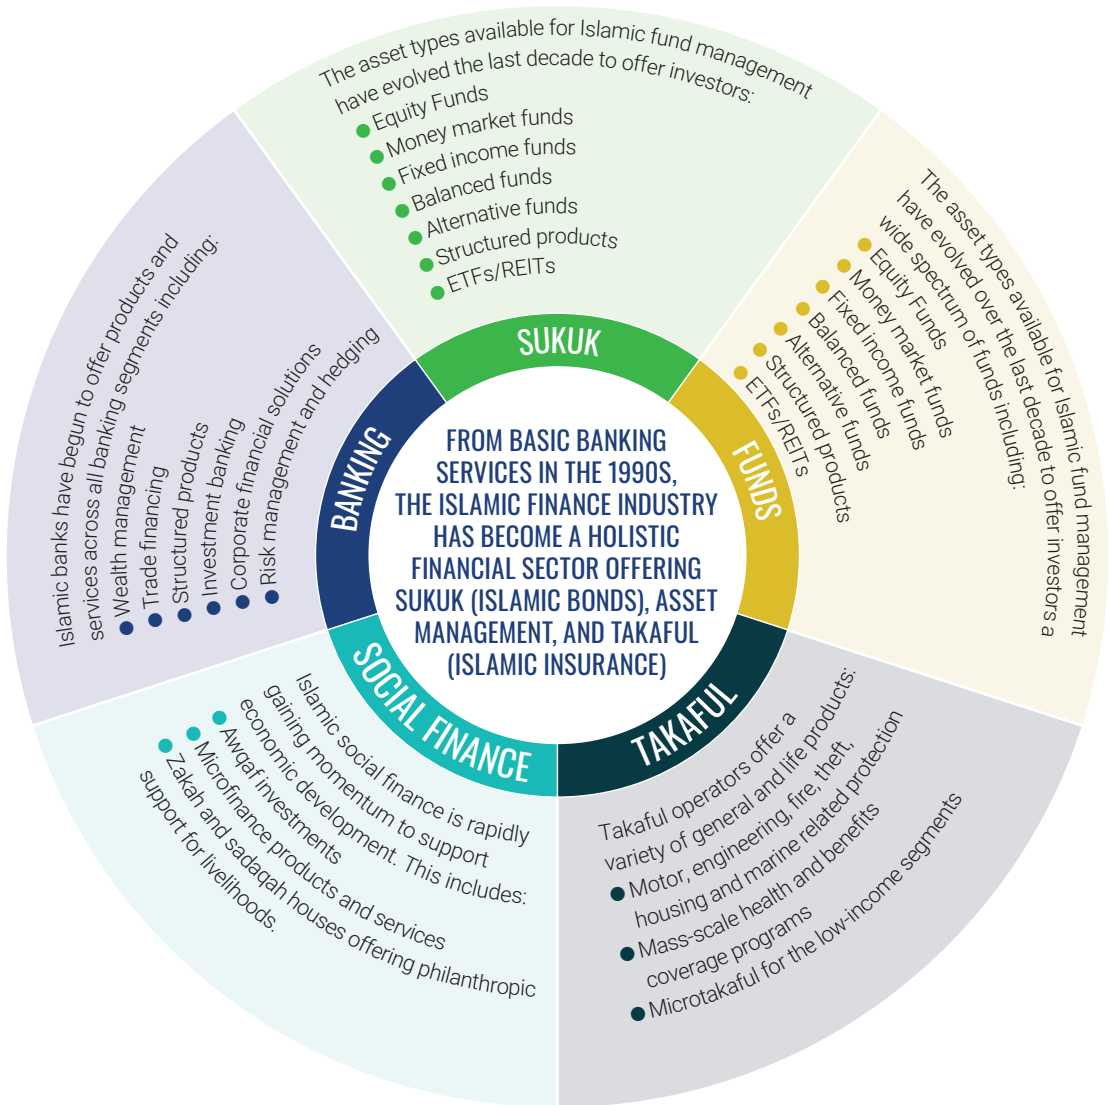 The asset types available for Islamic fund management
have evolved the last decade to offer investors:
Equity Funds
Money market funds
Fixed income funds
Balanced funds
Alternative funds
Structured products
ETFs/REITs
SUKUK
The asset types available for Islamic fund management
have evolved over the last decade to offer investors a
wide spectrum of funds including:
Equity Funds
Money market funds
Fixed income funds
Balanced funds
Alternative funds
Structured products
ETFs/REITs
FUNDS
Takaful operators offer a
variety of general and life products:
Motor, engineering, fire, theft,
housing and marine related protection
Mass-scale health and benefits
coverage programs
Microtakaful for the low-income segments
TAKAFUL
Islamic social finance is rapidly
gaining momentum to support
economic development. This includes:
Awqaf investments
Microfinance products and services
Zakah and sadaqah houses offering philanthropic
support for livelihoods.
SOCIAL FINANCE
Islamic banks have begun to offer products and
services across all banking segments including:
Wealth management
Trade financing
Structured products
Investment banking
Corporate financial solutions
Risk management and hedging
BANKING
FROM BASIC BANKING
SERVICES IN THE 1990S,
THE ISLAMIC FINANCE INDUSTRY
HAS BECOME A HOLISTIC
FINANCIAL SECTOR OFFERING
SUKUK (ISLAMIC BONDS), ASSET
MANAGEMENT, AND TAKAFUL
(ISLAMIC INSURANCE)